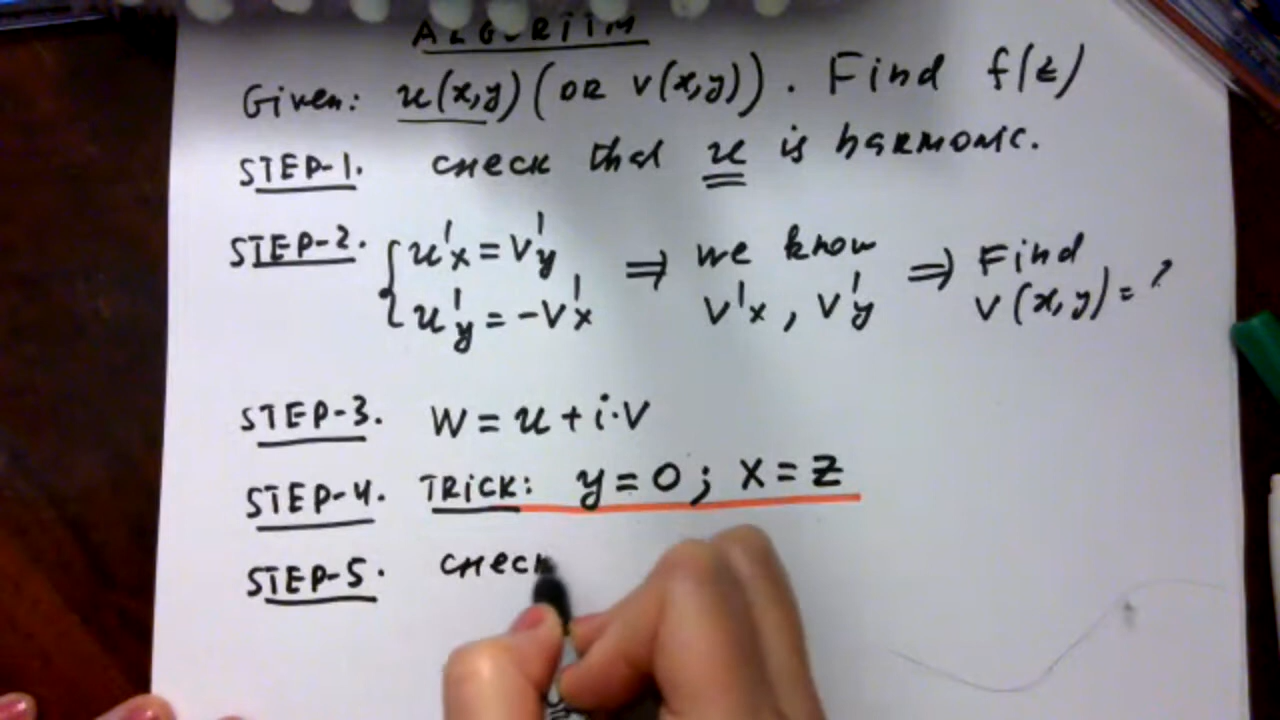 ALGORITM
Given: u(x,y) (OR v(x,y)). Find f(z)
STEP-1. CHECK that u is harmonic.
STEP-2. { u'x = v'y ⇒ we know ⇒ Find
u'y = -v'x v'x, v'y v(x,y) = ?
STEP-3. W = u + i·v
STEP-4. TRICK: y = 0; x = z
STEP-5. CHECK